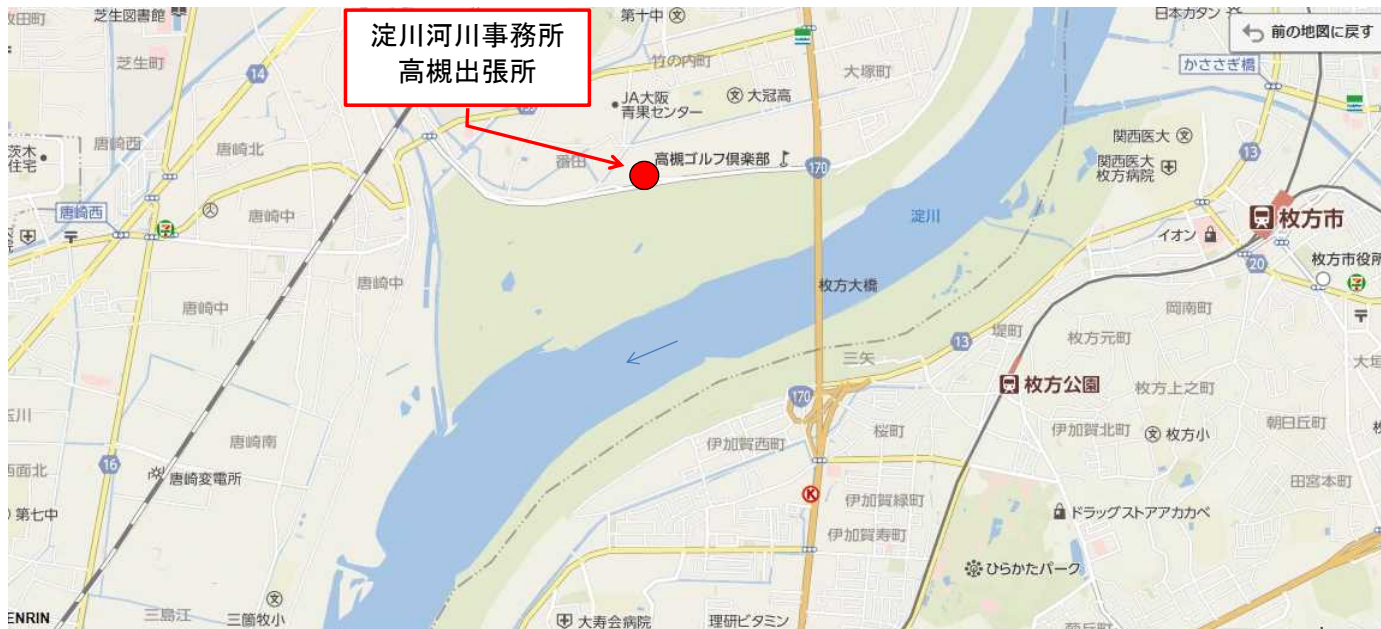 淀川河川事務所
高槻出張所
芝生図書館
第十中
日本カタン
前の地図に戻す
芝生町
14
竹の内町
大塚町
かささぎ橋
JA大阪
青果センター
大冠高
唐崎西
唐崎北
茨木
住宅
番田
高槻ゴルフ倶楽部
170
関西医大
関西医大
枚方病院
13
唐崎西
唐崎中
淀川
イオン
枚方市
20
枚方市役所
唐崎中
唐崎中
枚方大橋
岡南町
13
堤町
枚方元町
三矢
170
枚方公園
枚方上之町
玉川
唐崎南
伊加賀西町
桜町
伊加賀北町
枚方小
朝日丘町
16
唐崎変電所
田宮本町
第七中
K
伊加賀緑町
ドラッグストアアカカベ
伊加賀寿町
ひらかたパーク
三島江
三箇牧小
大寿会病院
理研ビタミン